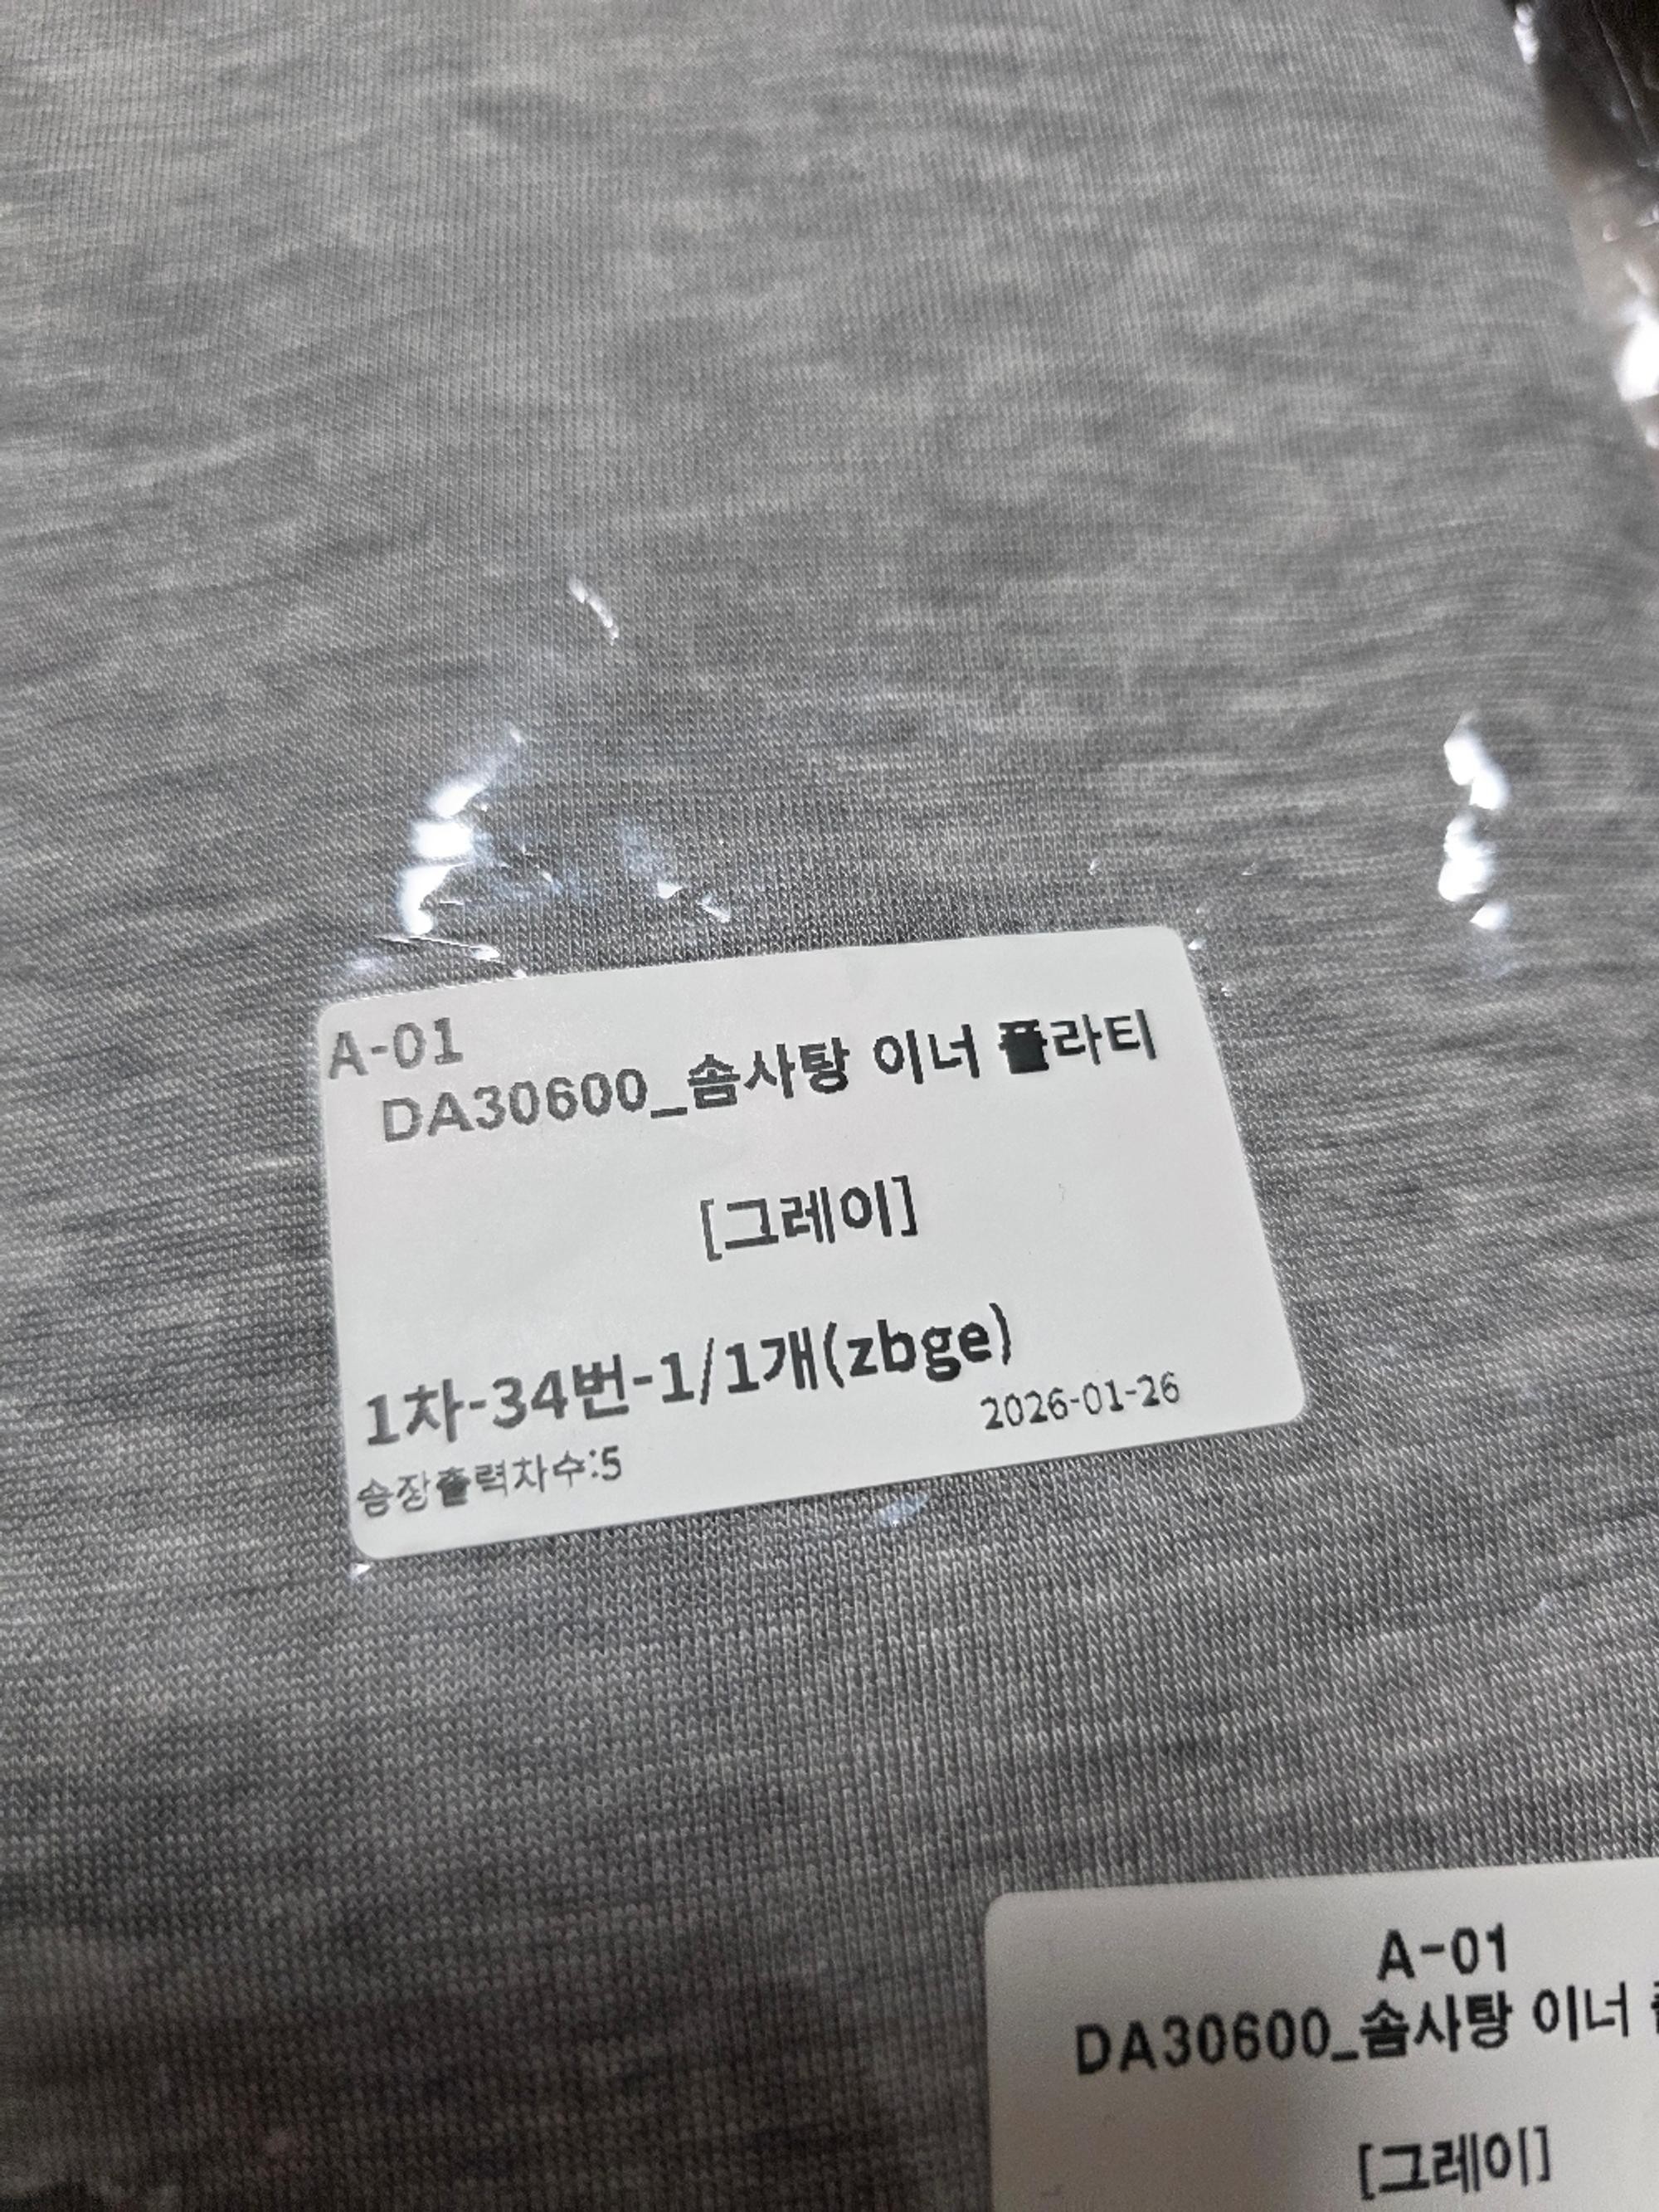 A-01
DA30600_솜사탕 이너 폴라티
[그레이]
1차-34번-1/1개(zbge)
2026-01-26
송장출력차수:5
A-01
DA30600_솜사탕 이너
[그레이]